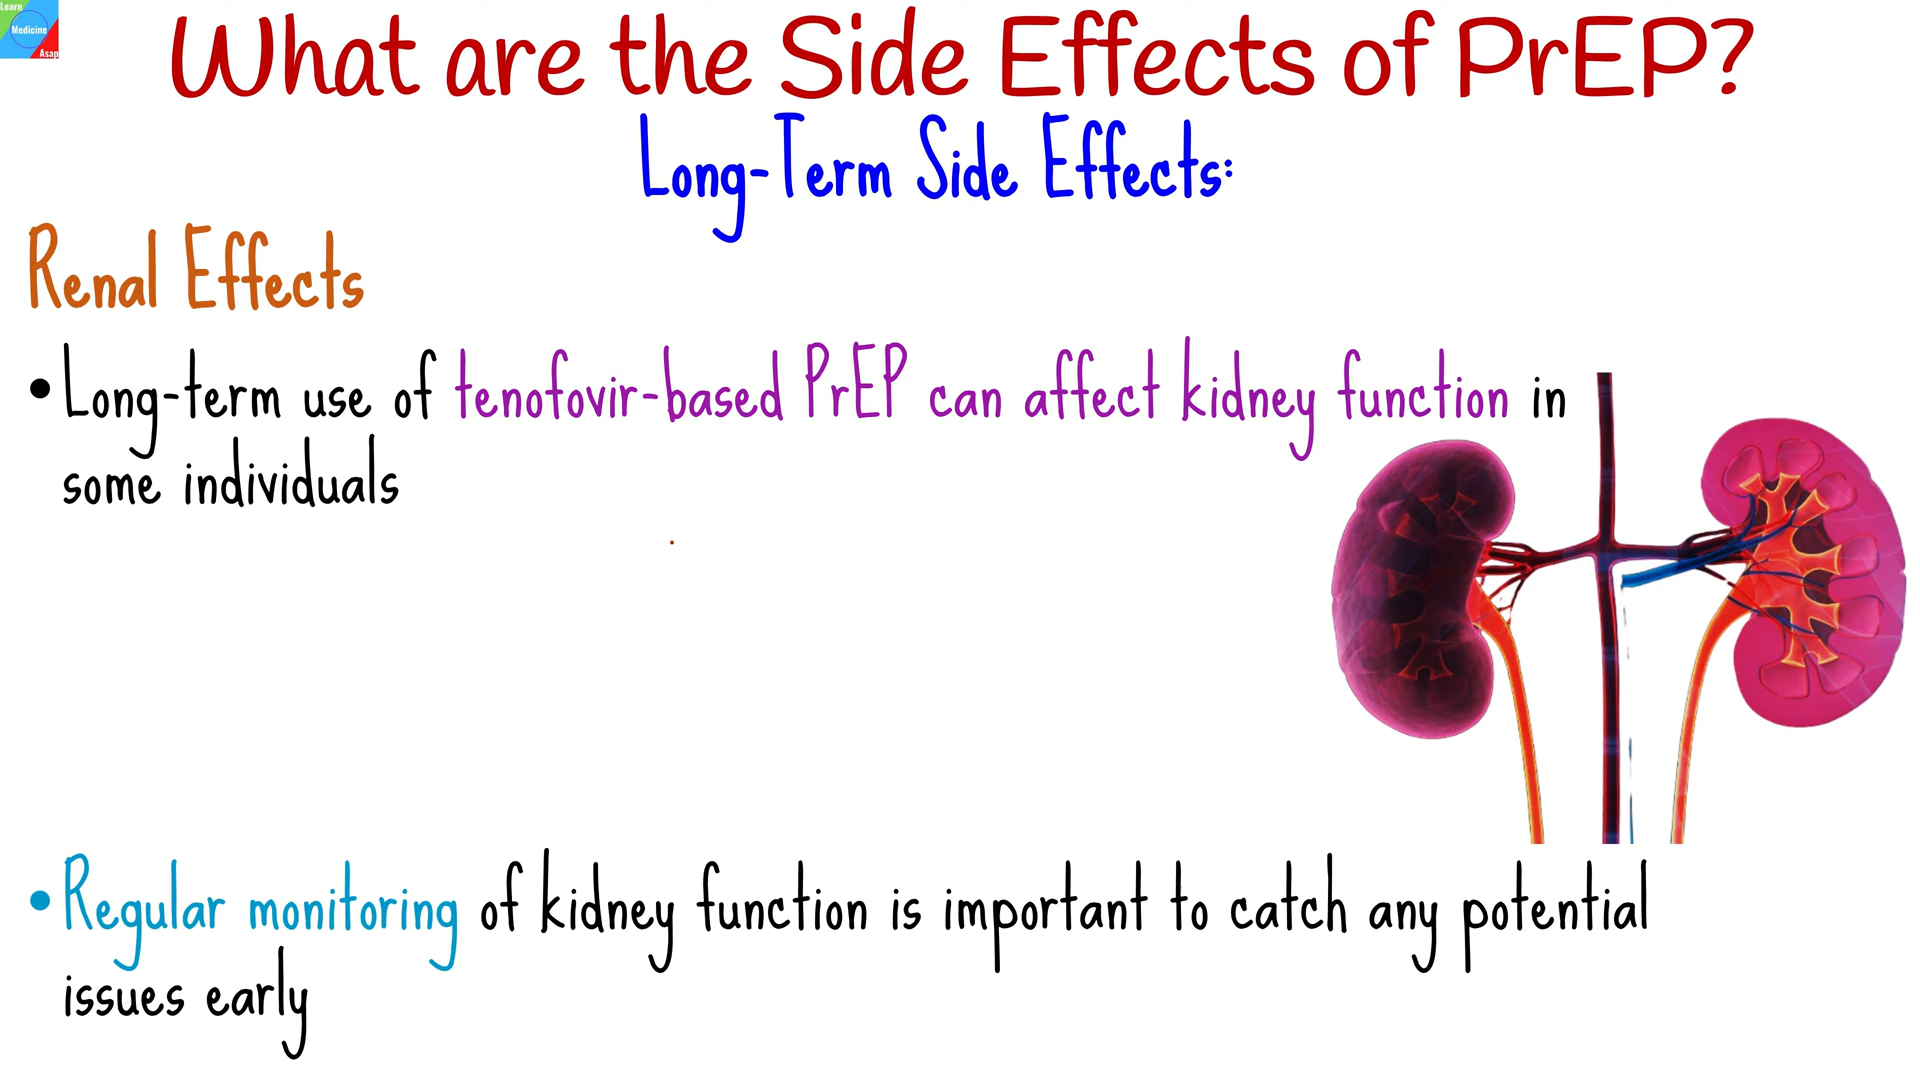 Learn
Medicine
Asap
What are the Side Effects of PrEP?
Long-Term Side Effects:
Renal Effects
•Long-term use of tenofovir-based PrEP can affect kidney function in
some individuals
•Regular monitoring of kidney function is important to catch any potential
issues early